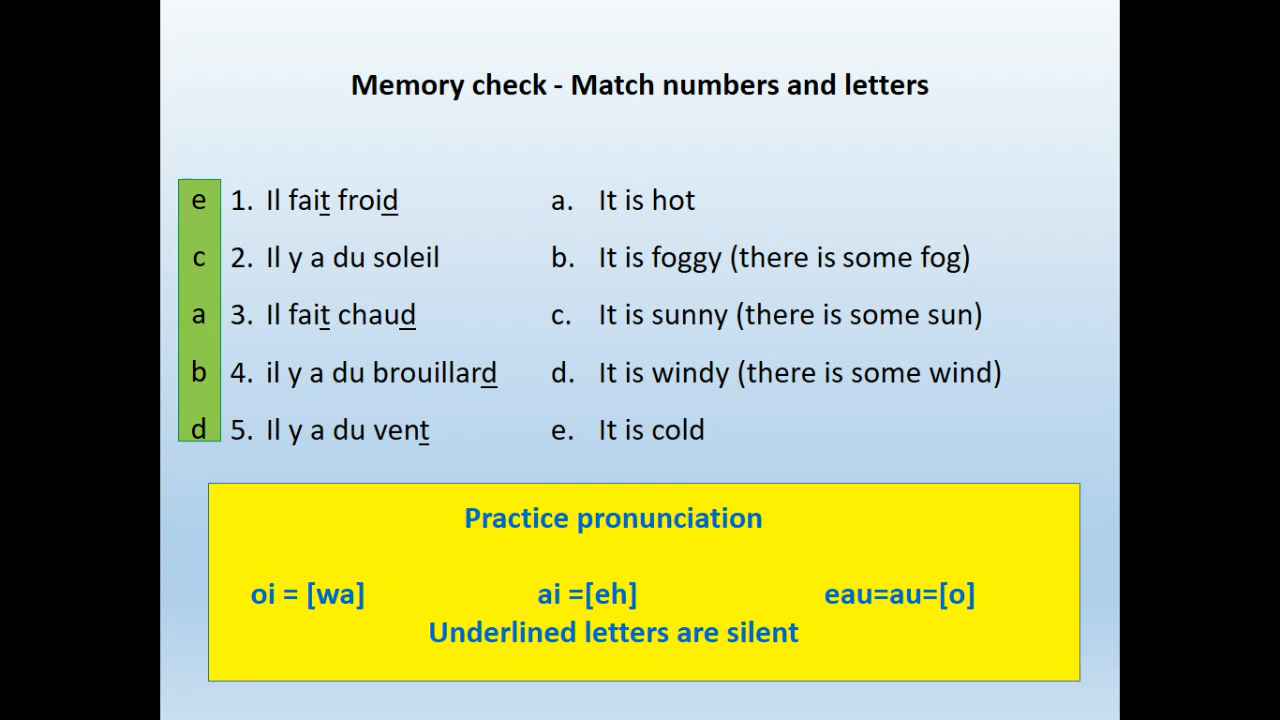 Memory check - Match numbers and letters
e 1. Il fait froid a. It is hot
c 2. Il y a du soleil b. It is foggy (there is some fog)
a 3. Il fait chaud c. It is sunny (there is some sun)
b 4. il y a du brouillard d. It is windy (there is some wind)
d 5. Il y a du vent e. It is cold
Practice pronunciation
oi = [wa] ai =[eh] eau=au=[o]
Underlined letters are silent